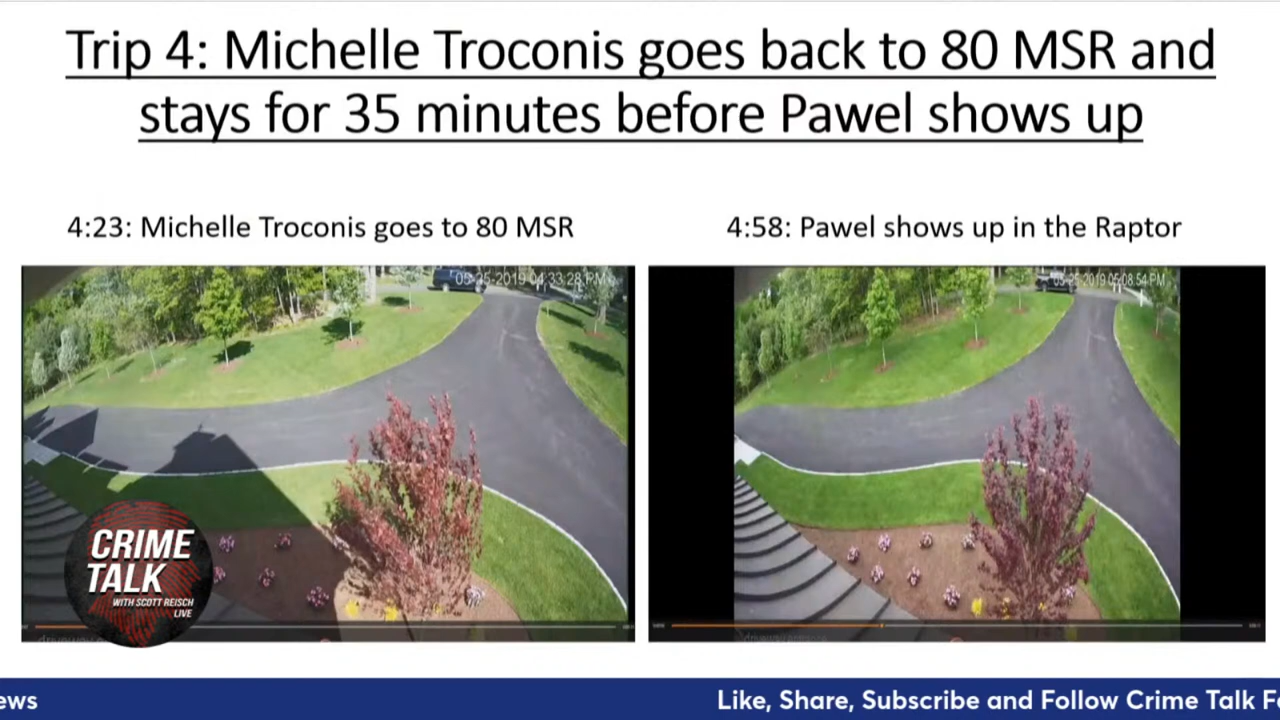 Trip 4: Michelle Troconis goes back to 80 MSR and
stays for 35 minutes before Pawel shows up
4:23: Michelle Troconis goes to 80 MSR
4:58: Pawel shows up in the Raptor
05-25-2019 04:33:28 PM
05-25-2019 05:08:54 PM
CRIME
TALK
WITH SCOTT REISCH
LIVE
ews
Like, Share, Subscribe and Follow Crime Talk Fa